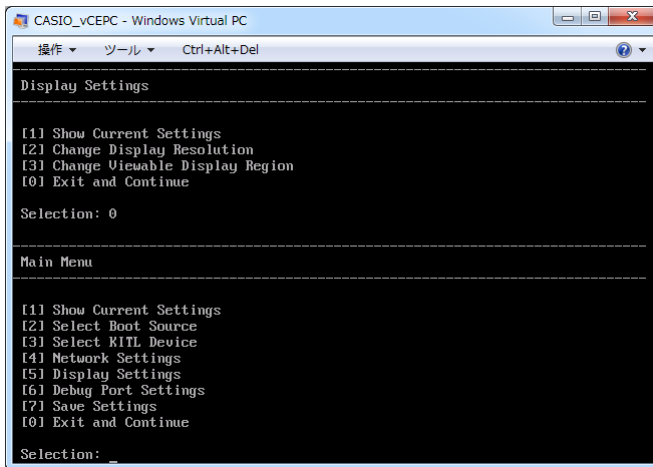 CASIO_vCEPC - Windows Virtual PC
操作 ▼ ツール ▼ Ctrl+Alt+Del
Display Settings
[1] Show Current Settings
[2] Change Display Resolution
[3] Change Viewable Display Region
[0] Exit and Continue
Selection: 0
Main Menu
[1] Show Current Settings
[2] Select Boot Source
[3] Select KITL Device
[4] Network Settings
[5] Display Settings
[6] Debug Port Settings
[7] Save Settings
[0] Exit and Continue
Selection: _